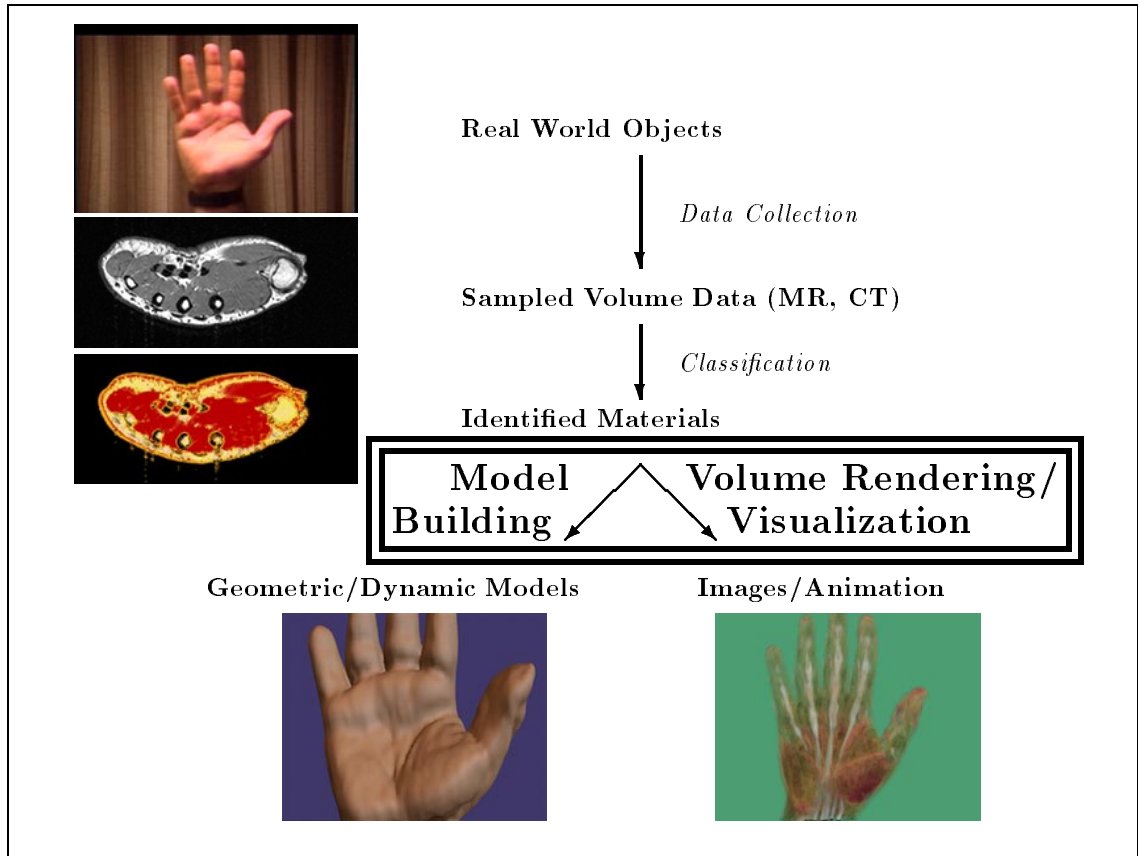 Real World Objects
Data Collection
Sampled Volume Data (MR, CT)
Classification
Identified Materials
Model
Building
Volume Rendering/
Visualization
Geometric/Dynamic Models
Images/Animation